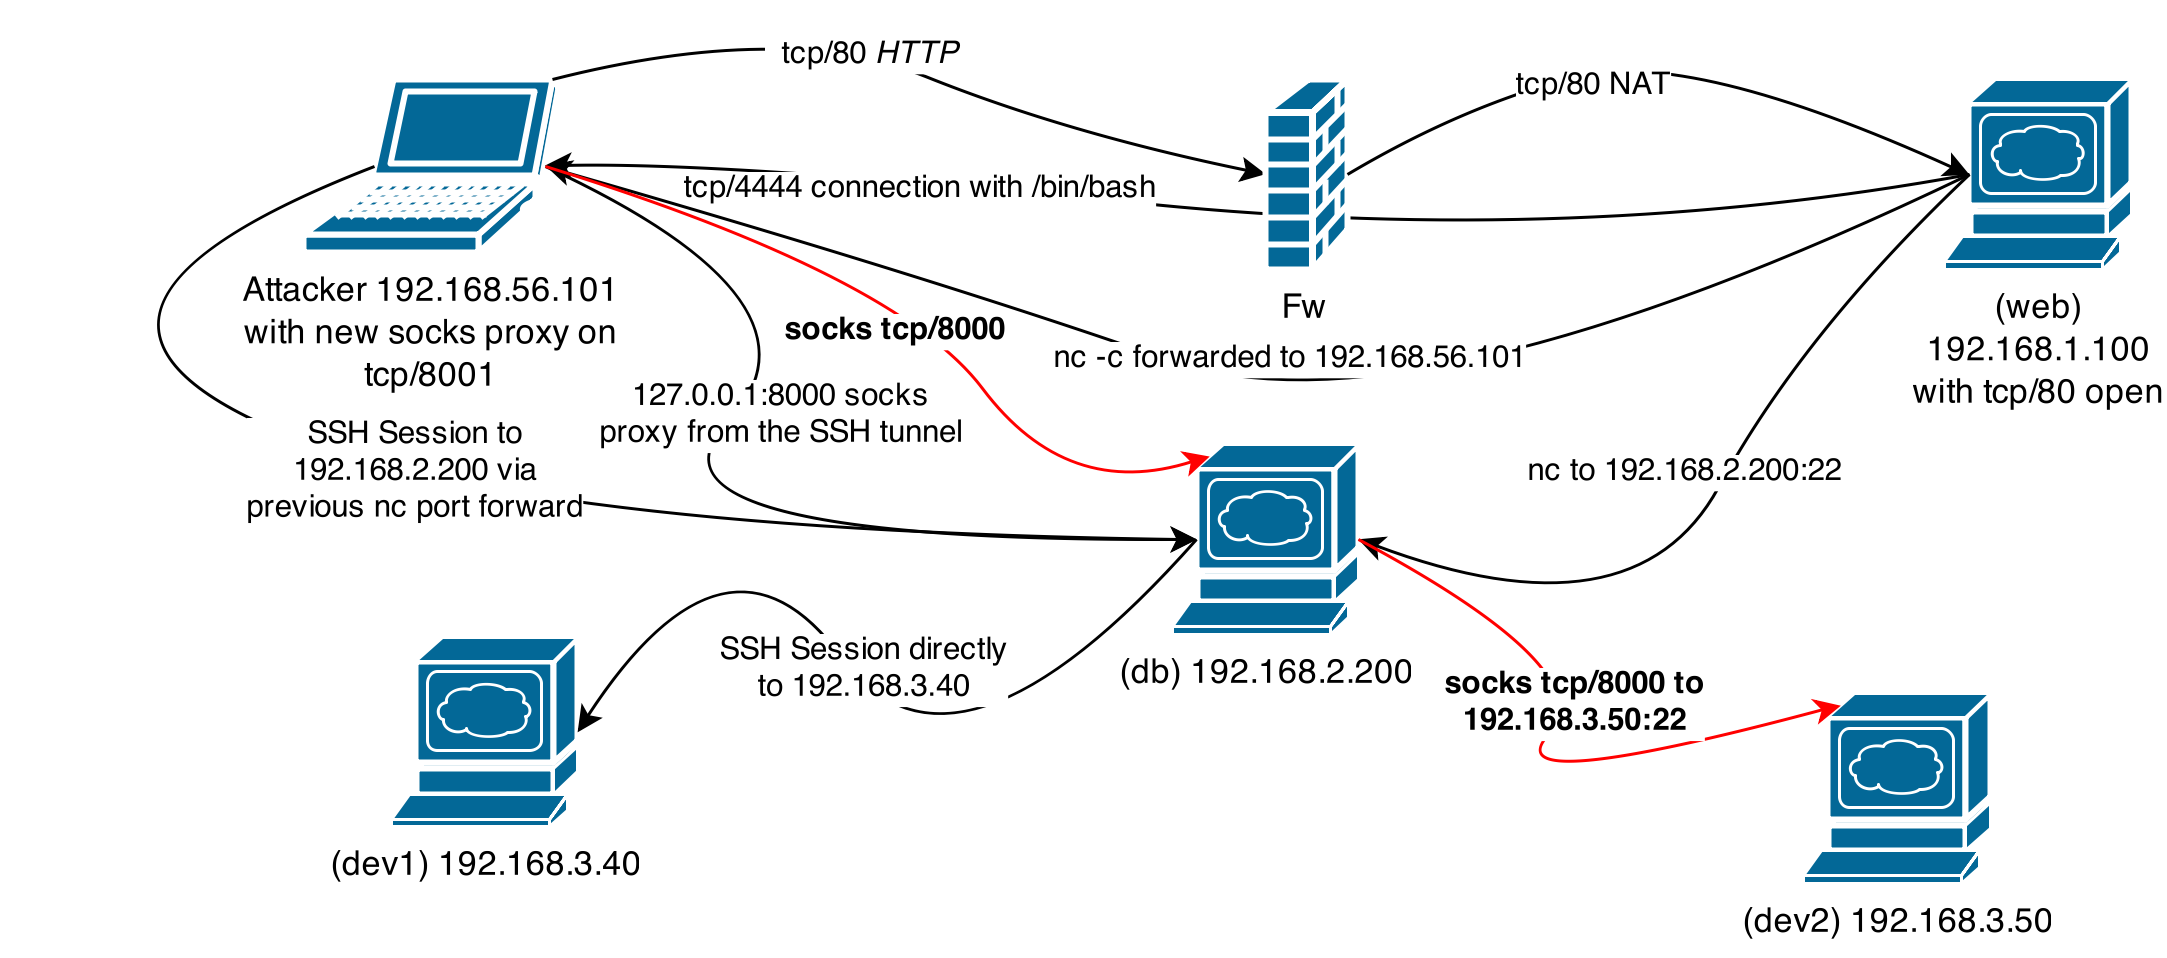 tcp/80 HTTP
tcp/80 NAT
tcp/4444 connection with /bin/bash
Attacker 192.168.56.101
with new socks proxy on
tcp/8001
Fw
(web)
192.168.1.100
with tcp/80 open
socks tcp/8000
nc -c forwarded to 192.168.56.101
127.0.0.1:8000 socks
proxy from the SSH tunnel
SSH Session to
192.168.2.200 via
previous nc port forward
nc to 192.168.2.200:22
SSH Session directly
to 192.168.3.40
(db) 192.168.2.200
socks tcp/8000 to
192.168.3.50:22
(dev1) 192.168.3.40
(dev2) 192.168.3.50